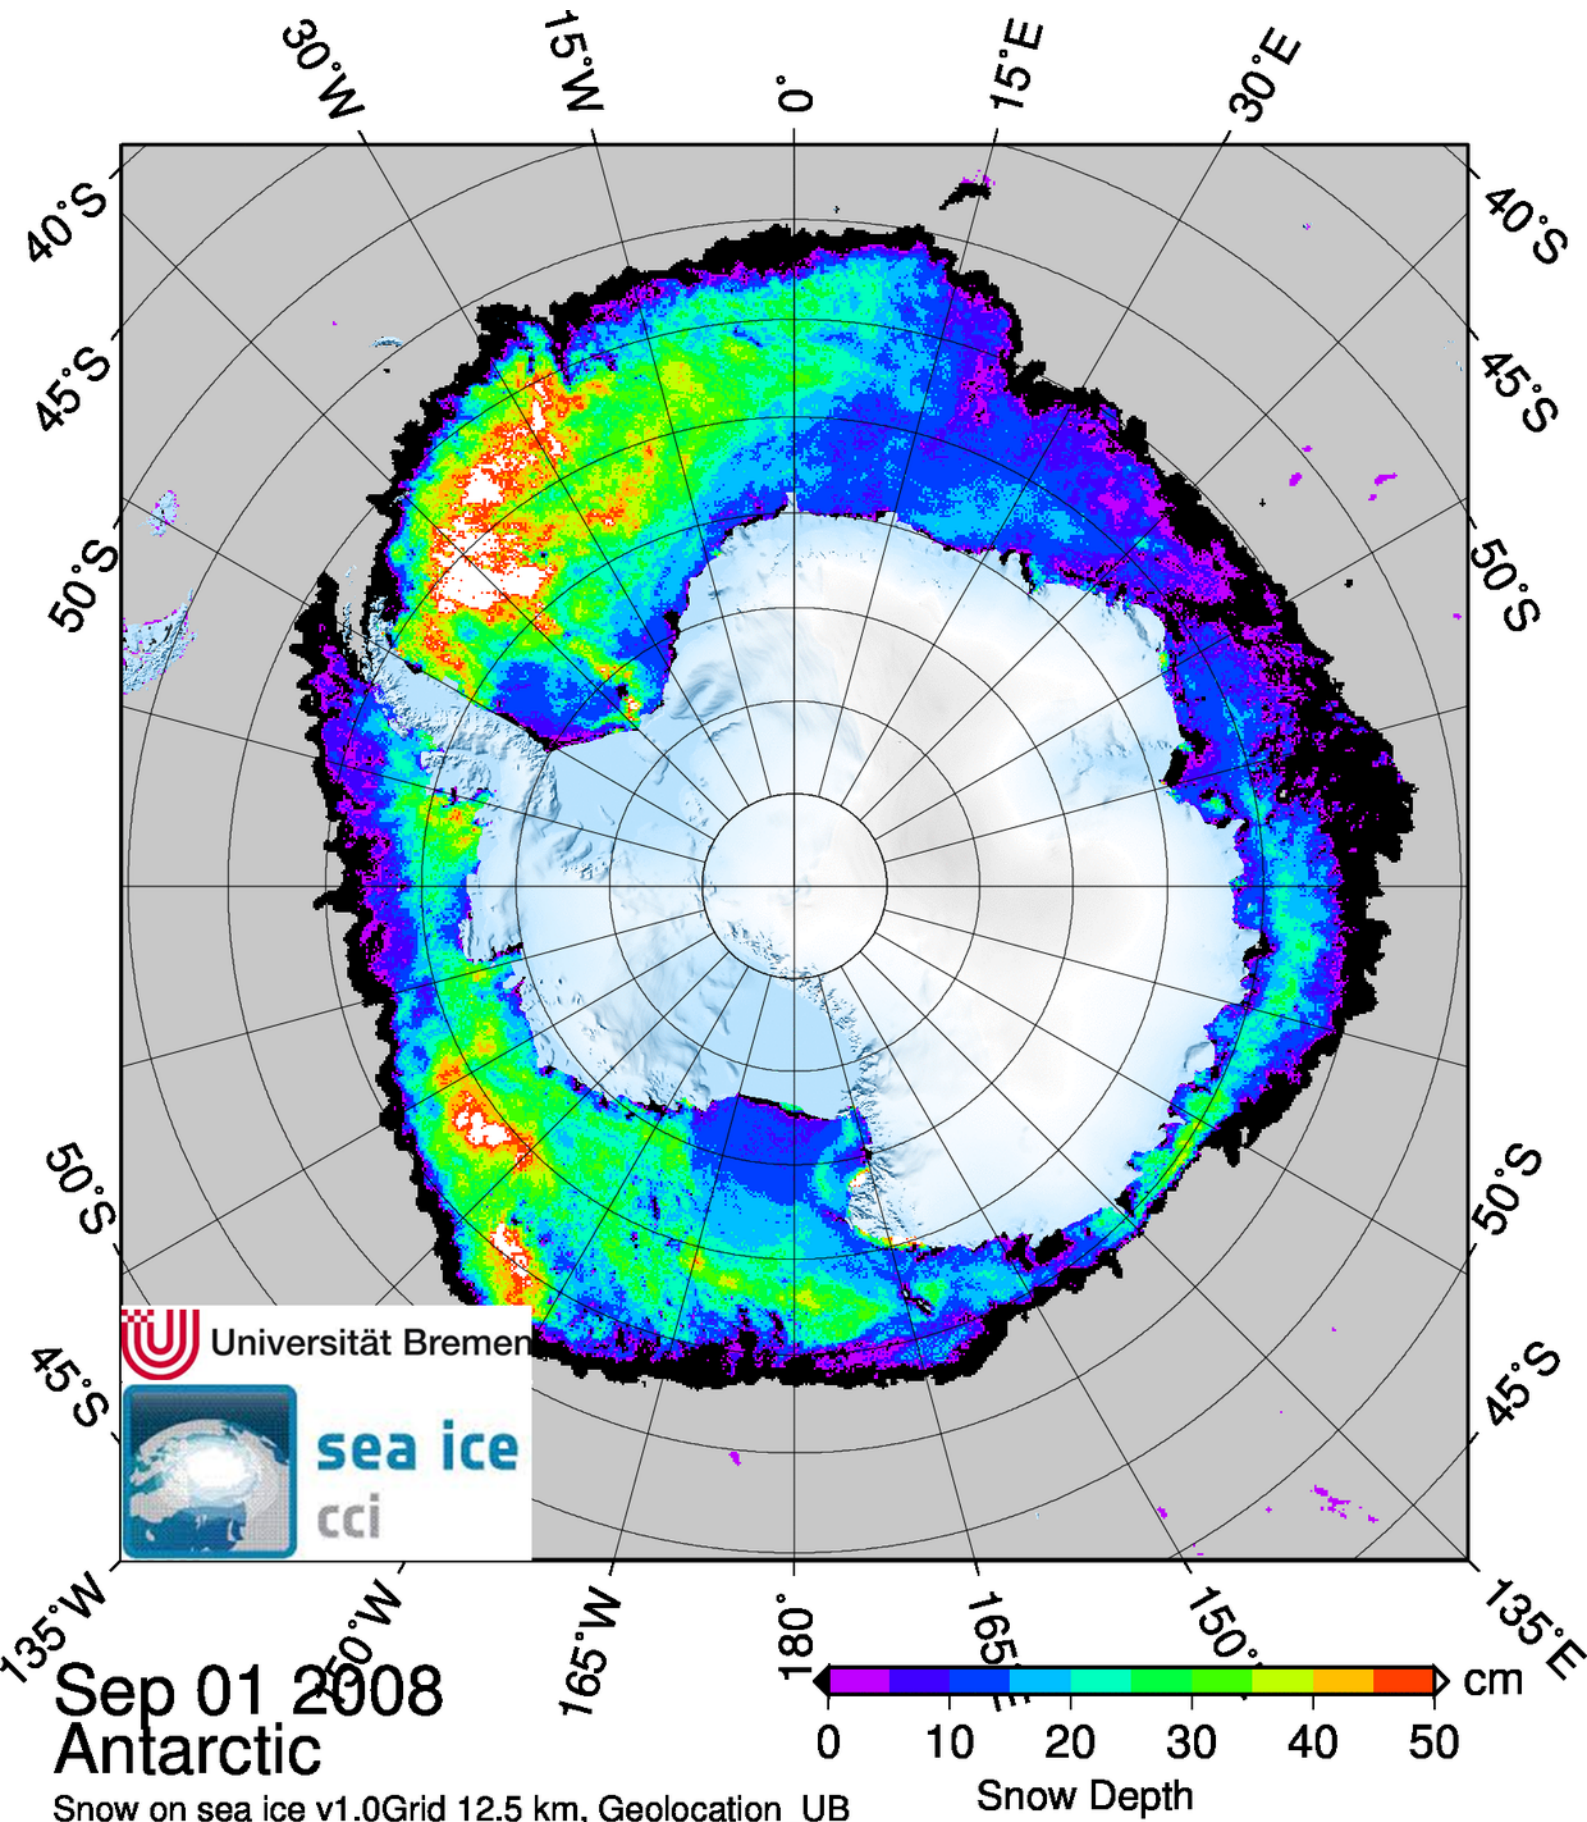 30°W 15°W 0° 15°E 30°E
40°S 40°S
45°S 45°S
50°S 50°S
50°S 50°S
45°S 45°S
Universität Bremen
sea ice
cci
135°W 165°W 180° 150° 135°E
Sep 01 2008
Antarctic
Snow on sea ice v1.0Grid 12.5 km, Geolocation UB
cm
0 10 20 30 40 50
Snow Depth